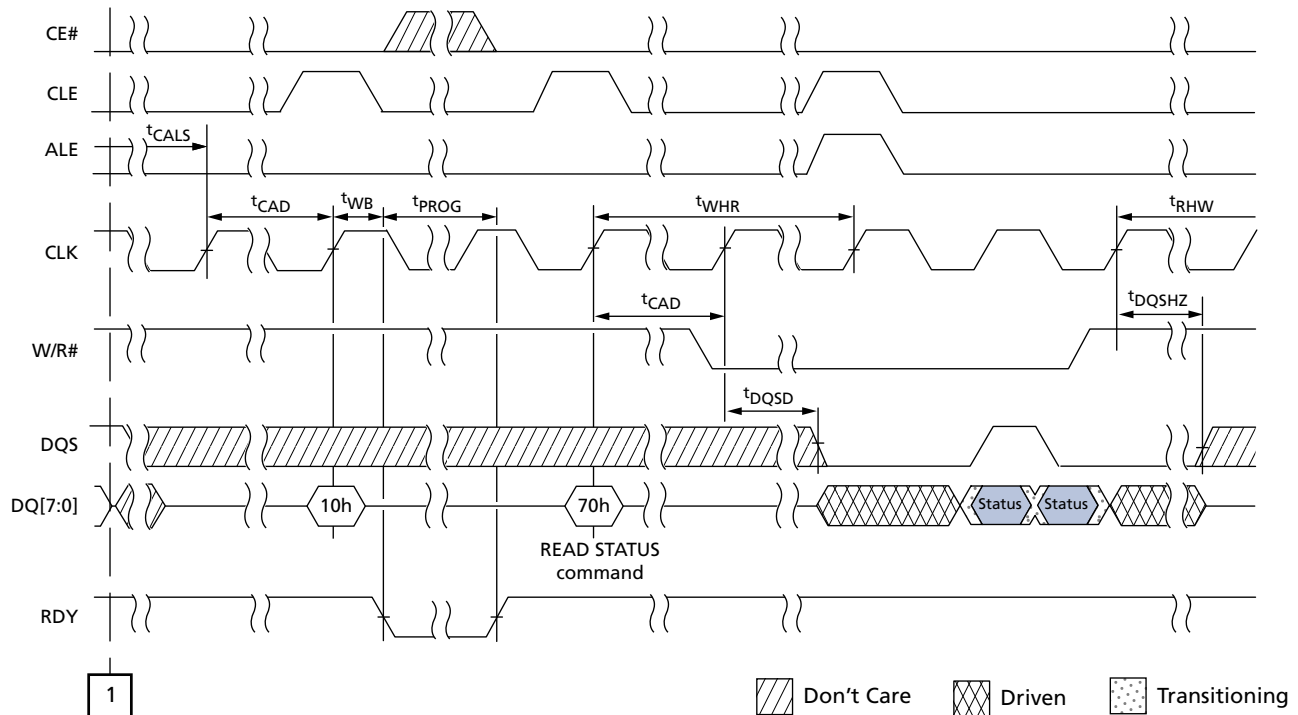 CE#
CLE
tCALS
ALE
tCAD
tWB
tPROG
tWHR
tRHW
CLK
tCAD
tDQSHZ
W/R#
tDQSD
DQS
DQ[7:0]
10h
70h
Status
Status
READ STATUS
command
RDY
1
Don't Care
Driven
Transitioning